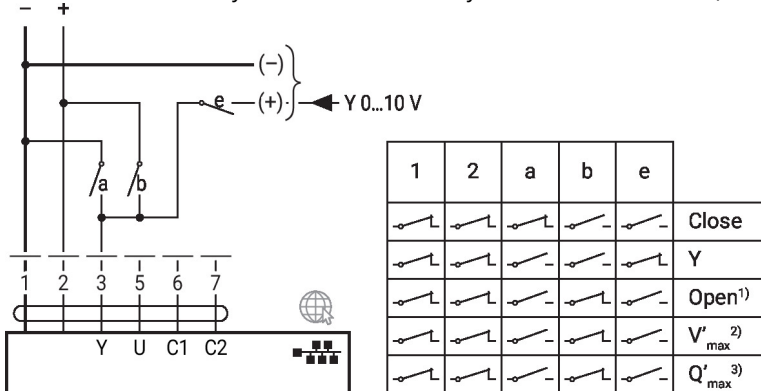 − +
(−)
e (+) Y 0...10 V
a b
1 2 3 5 6 7
Y U C1 C2
1 2 a b e
Close
Y
Open1)
V'max2)
Q'max3)